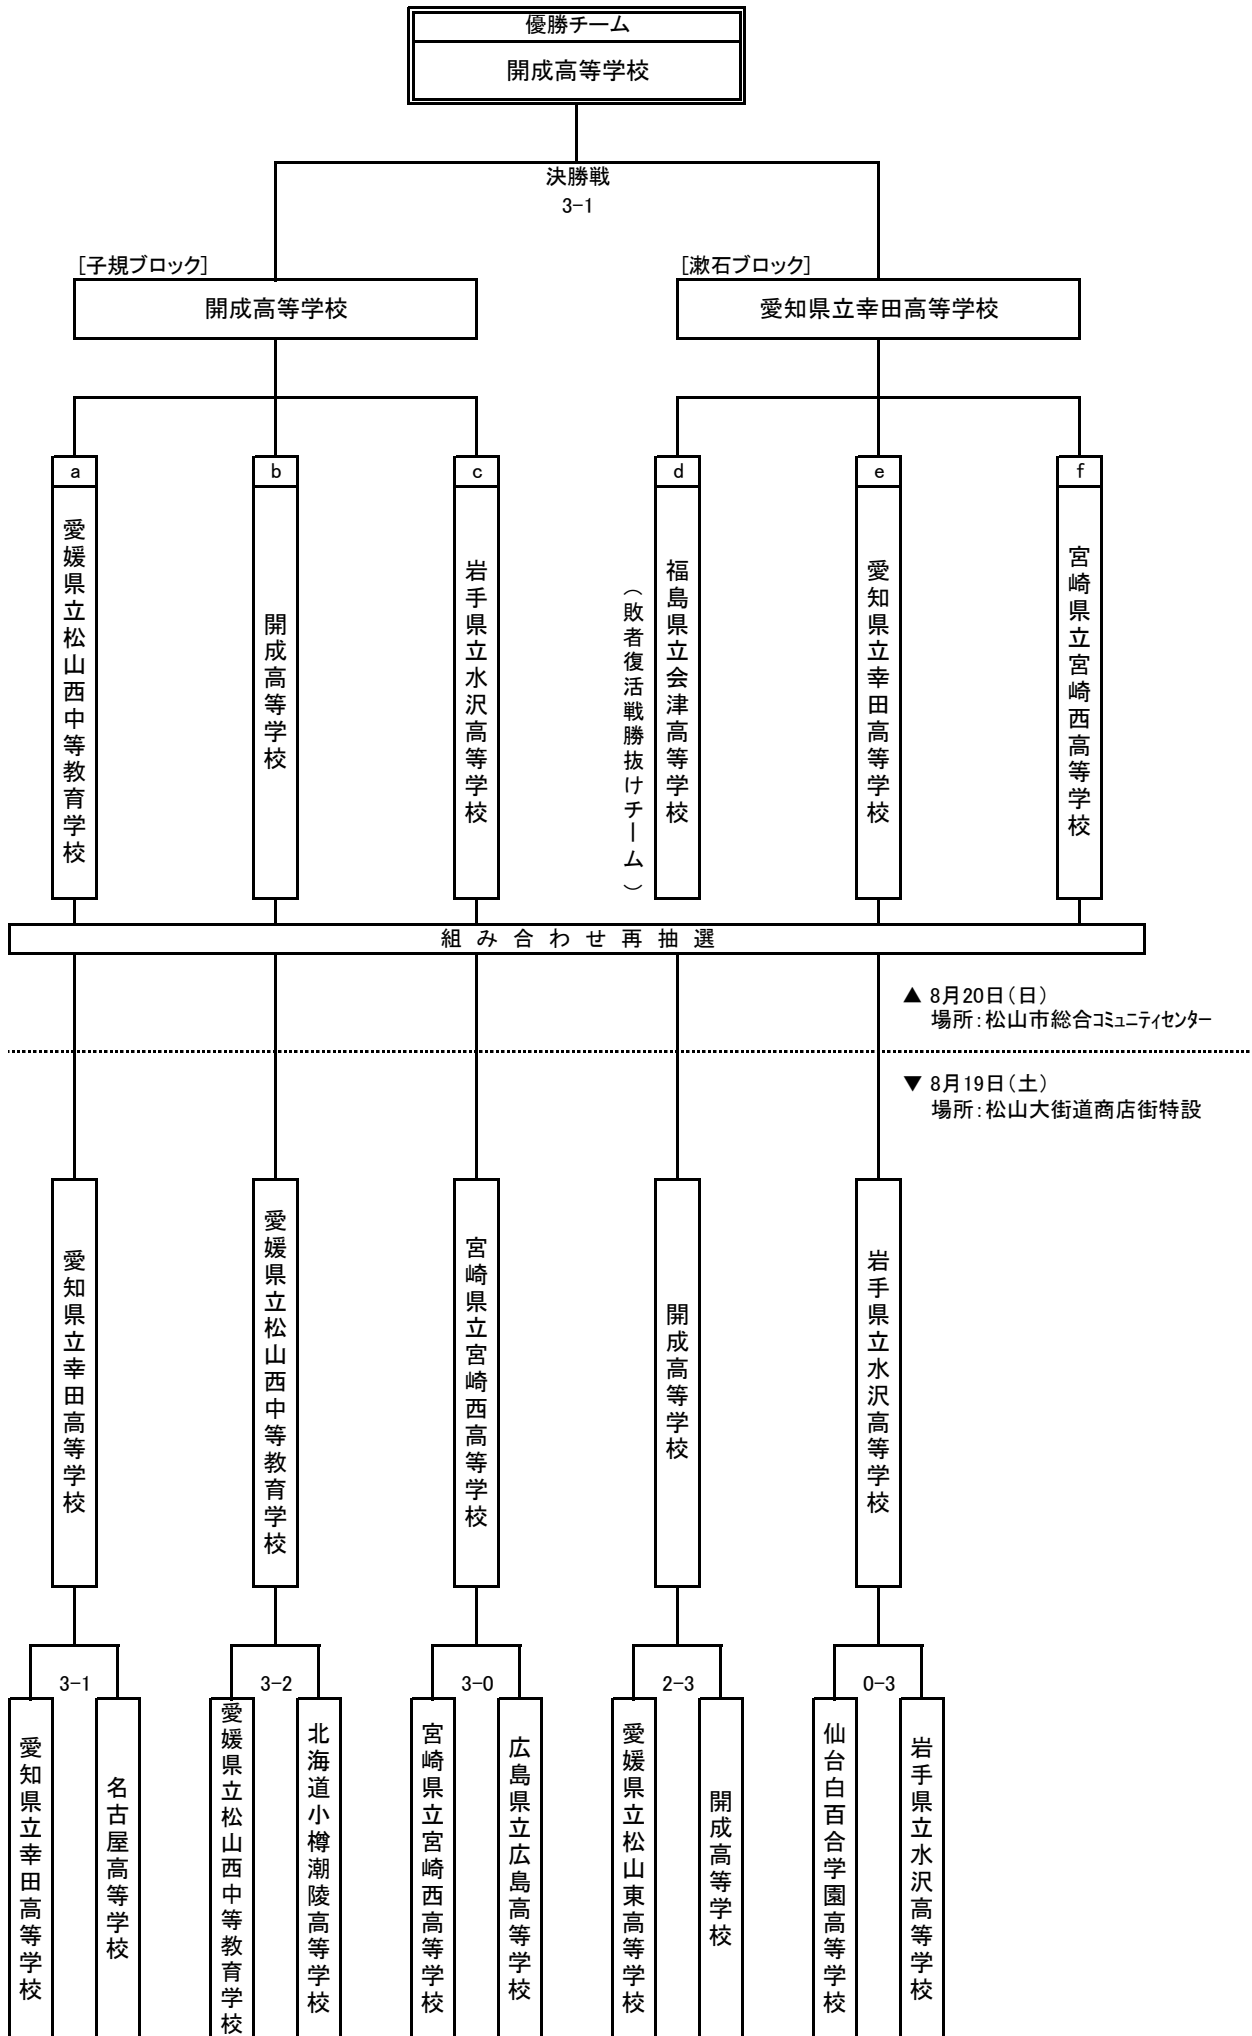 優勝チーム
開成高等学校
決勝戦
3-1
[子規ブロック]
[漱石ブロック]
開成高等学校
愛知県立幸田高等学校
a
b
c
d
e
f
愛媛県立松山西中等教育学校
開成高等学校
岩手県立水沢高等学校
（敗者復活戦勝抜けチーム）
福島県立会津高等学校
愛知県立幸田高等学校
宮崎県立宮崎西高等学校
組み合わせ再抽選
▲ 8月20日（日）
場所：松山市総合コミュニティセンター
▼ 8月19日（土）
場所：松山大街道商店街特設
愛知県立幸田高等学校
愛媛県立松山西中等教育学校
宮崎県立宮崎西高等学校
開成高等学校
岩手県立水沢高等学校
3-1
3-2
3-0
2-3
0-3
愛知県立幸田高等学校
名古屋高等学校
愛媛県立松山西中等教育学校
北海道小樽潮陵高等学校
宮崎県立宮崎西高等学校
広島県立広島高等学校
愛媛県立松山東高等学校
開成高等学校
仙台白百合学園高等学校
岩手県立水沢高等学校